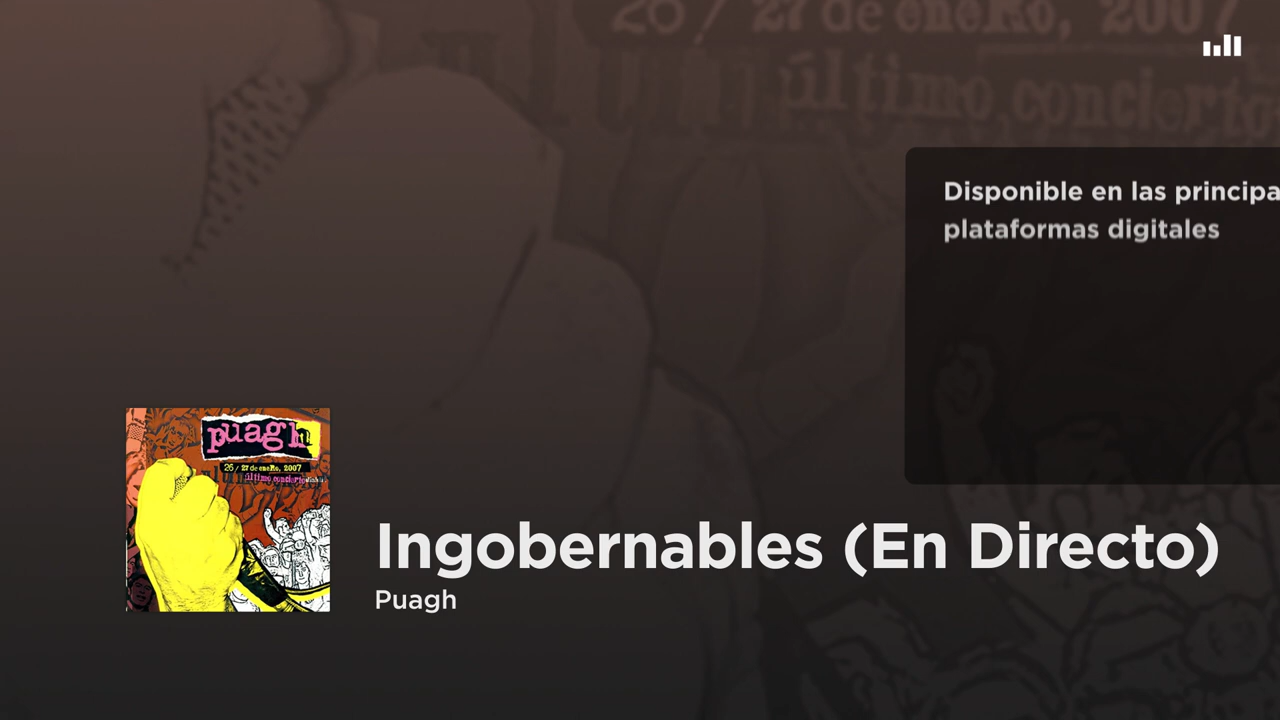 26 / 27 de eneRo, 2007
último concierto
Disponible en las principa
plataformas digitales
puagh
26 / 27 de eneRo, 2007
último concierto
Ingobernables (En Directo)
Puagh